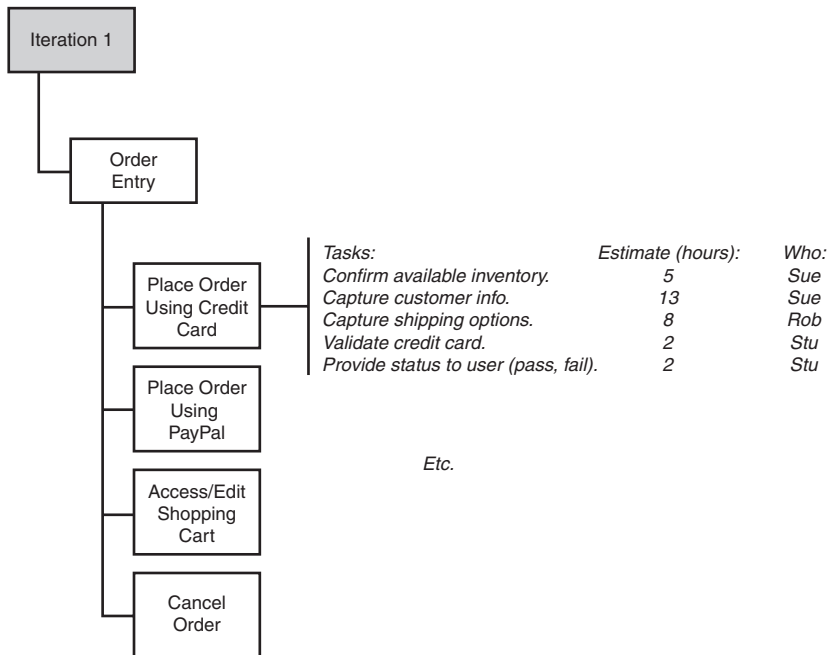 Iteration 1
Order
Entry
Place Order
Using Credit
Card
Tasks: Estimate (hours): Who:
Confirm available inventory. 5 Sue
Capture customer info. 13 Sue
Capture shipping options. 8 Rob
Validate credit card. 2 Stu
Provide status to user (pass, fail). 2 Stu
Place Order
Using
PayPal
Etc.
Access/Edit
Shopping
Cart
Cancel
Order